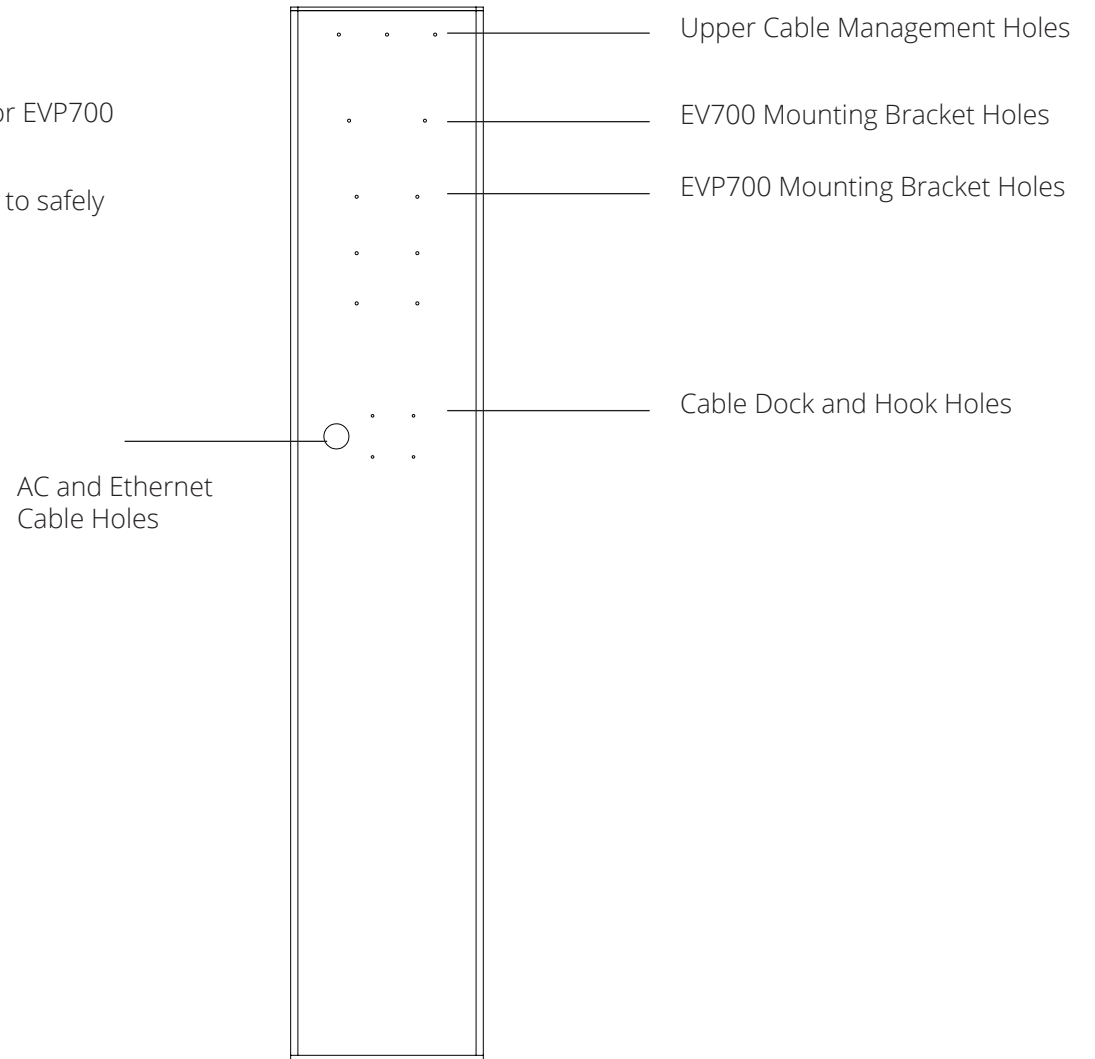 Upper Cable Management Holes
or EVP700
EV700 Mounting Bracket Holes
EVP700 Mounting Bracket Holes
to safely
Cable Dock and Hook Holes
AC and Ethernet
Cable Holes